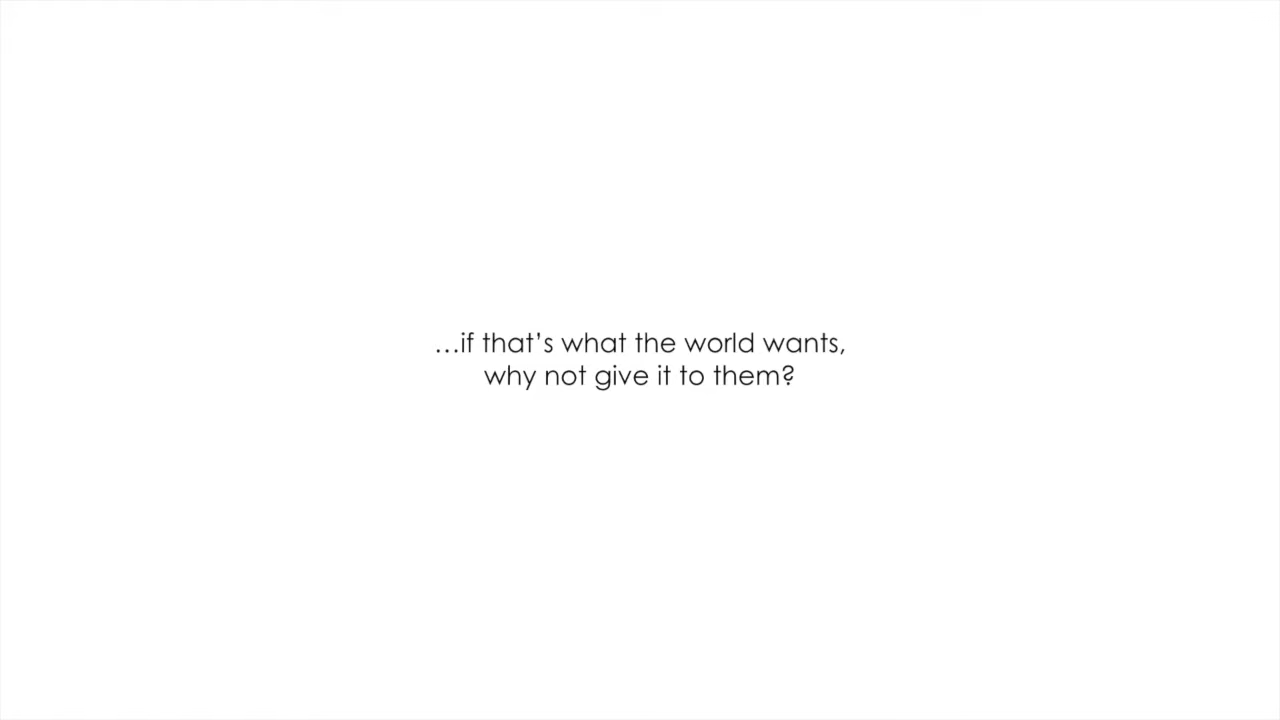 …if that’s what the world wants,
why not give it to them?